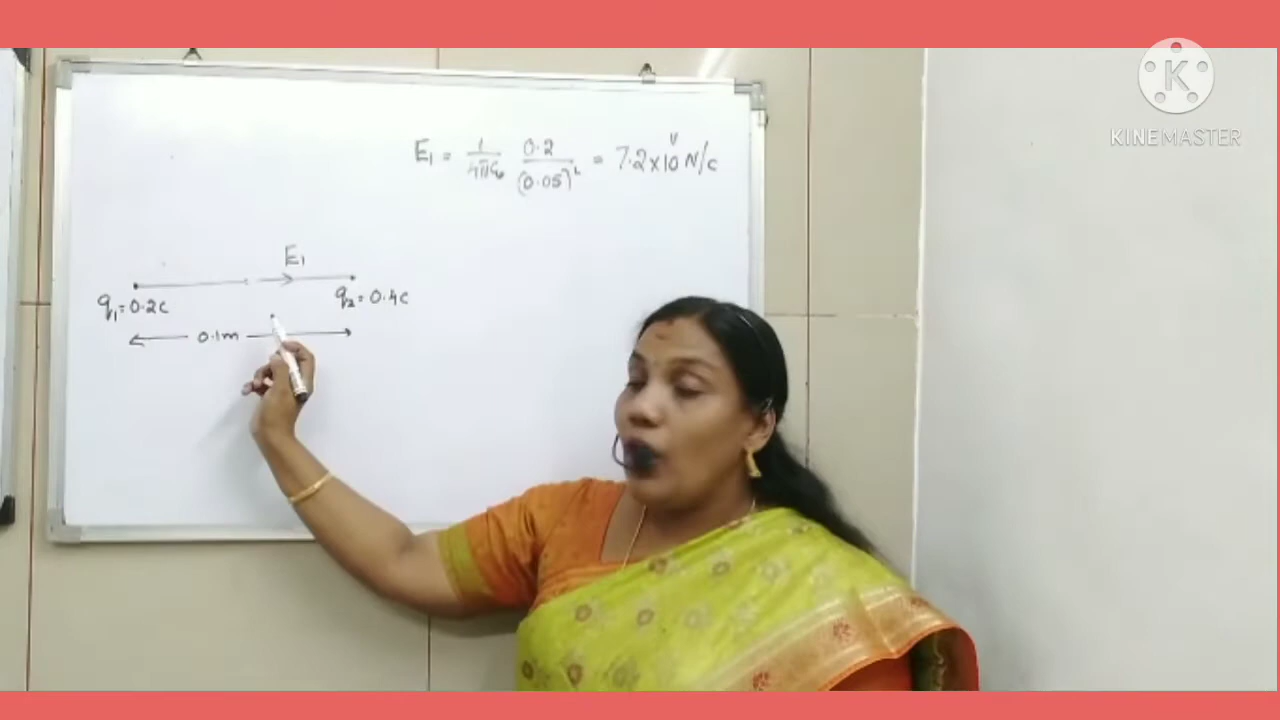 E₁ = 1/4πε₀ 0.2/(0.05)² = 7.2×10 N/C
E₁
q₁ = 0.2C
q₂ = 0.4C
0.1m
KINEMASTER